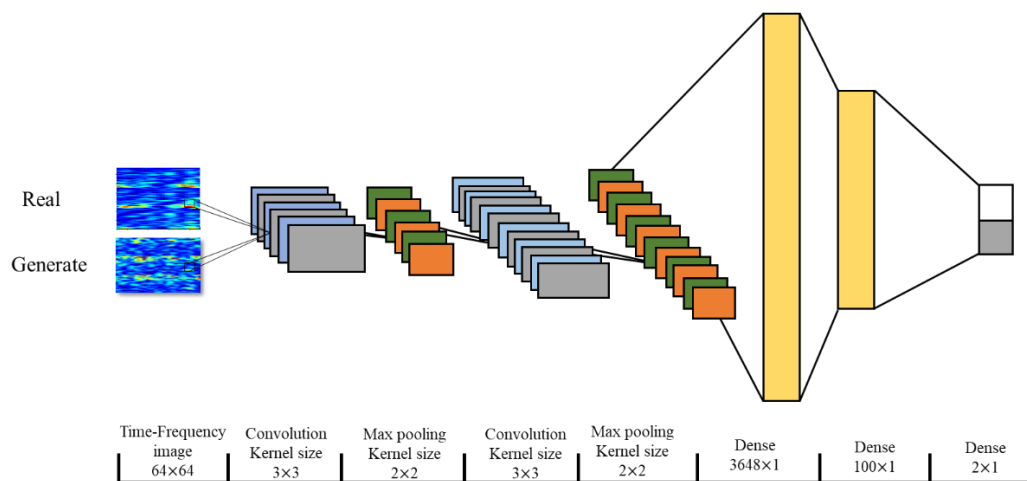 Real
Generate
Time-Frequency
image
64×64
Convolution
Kernel size
3×3
Max pooling
Kernel size
2×2
Convolution
Kernel size
3×3
Max pooling
Kernel size
2×2
Dense
3648×1
Dense
100×1
Dense
2×1